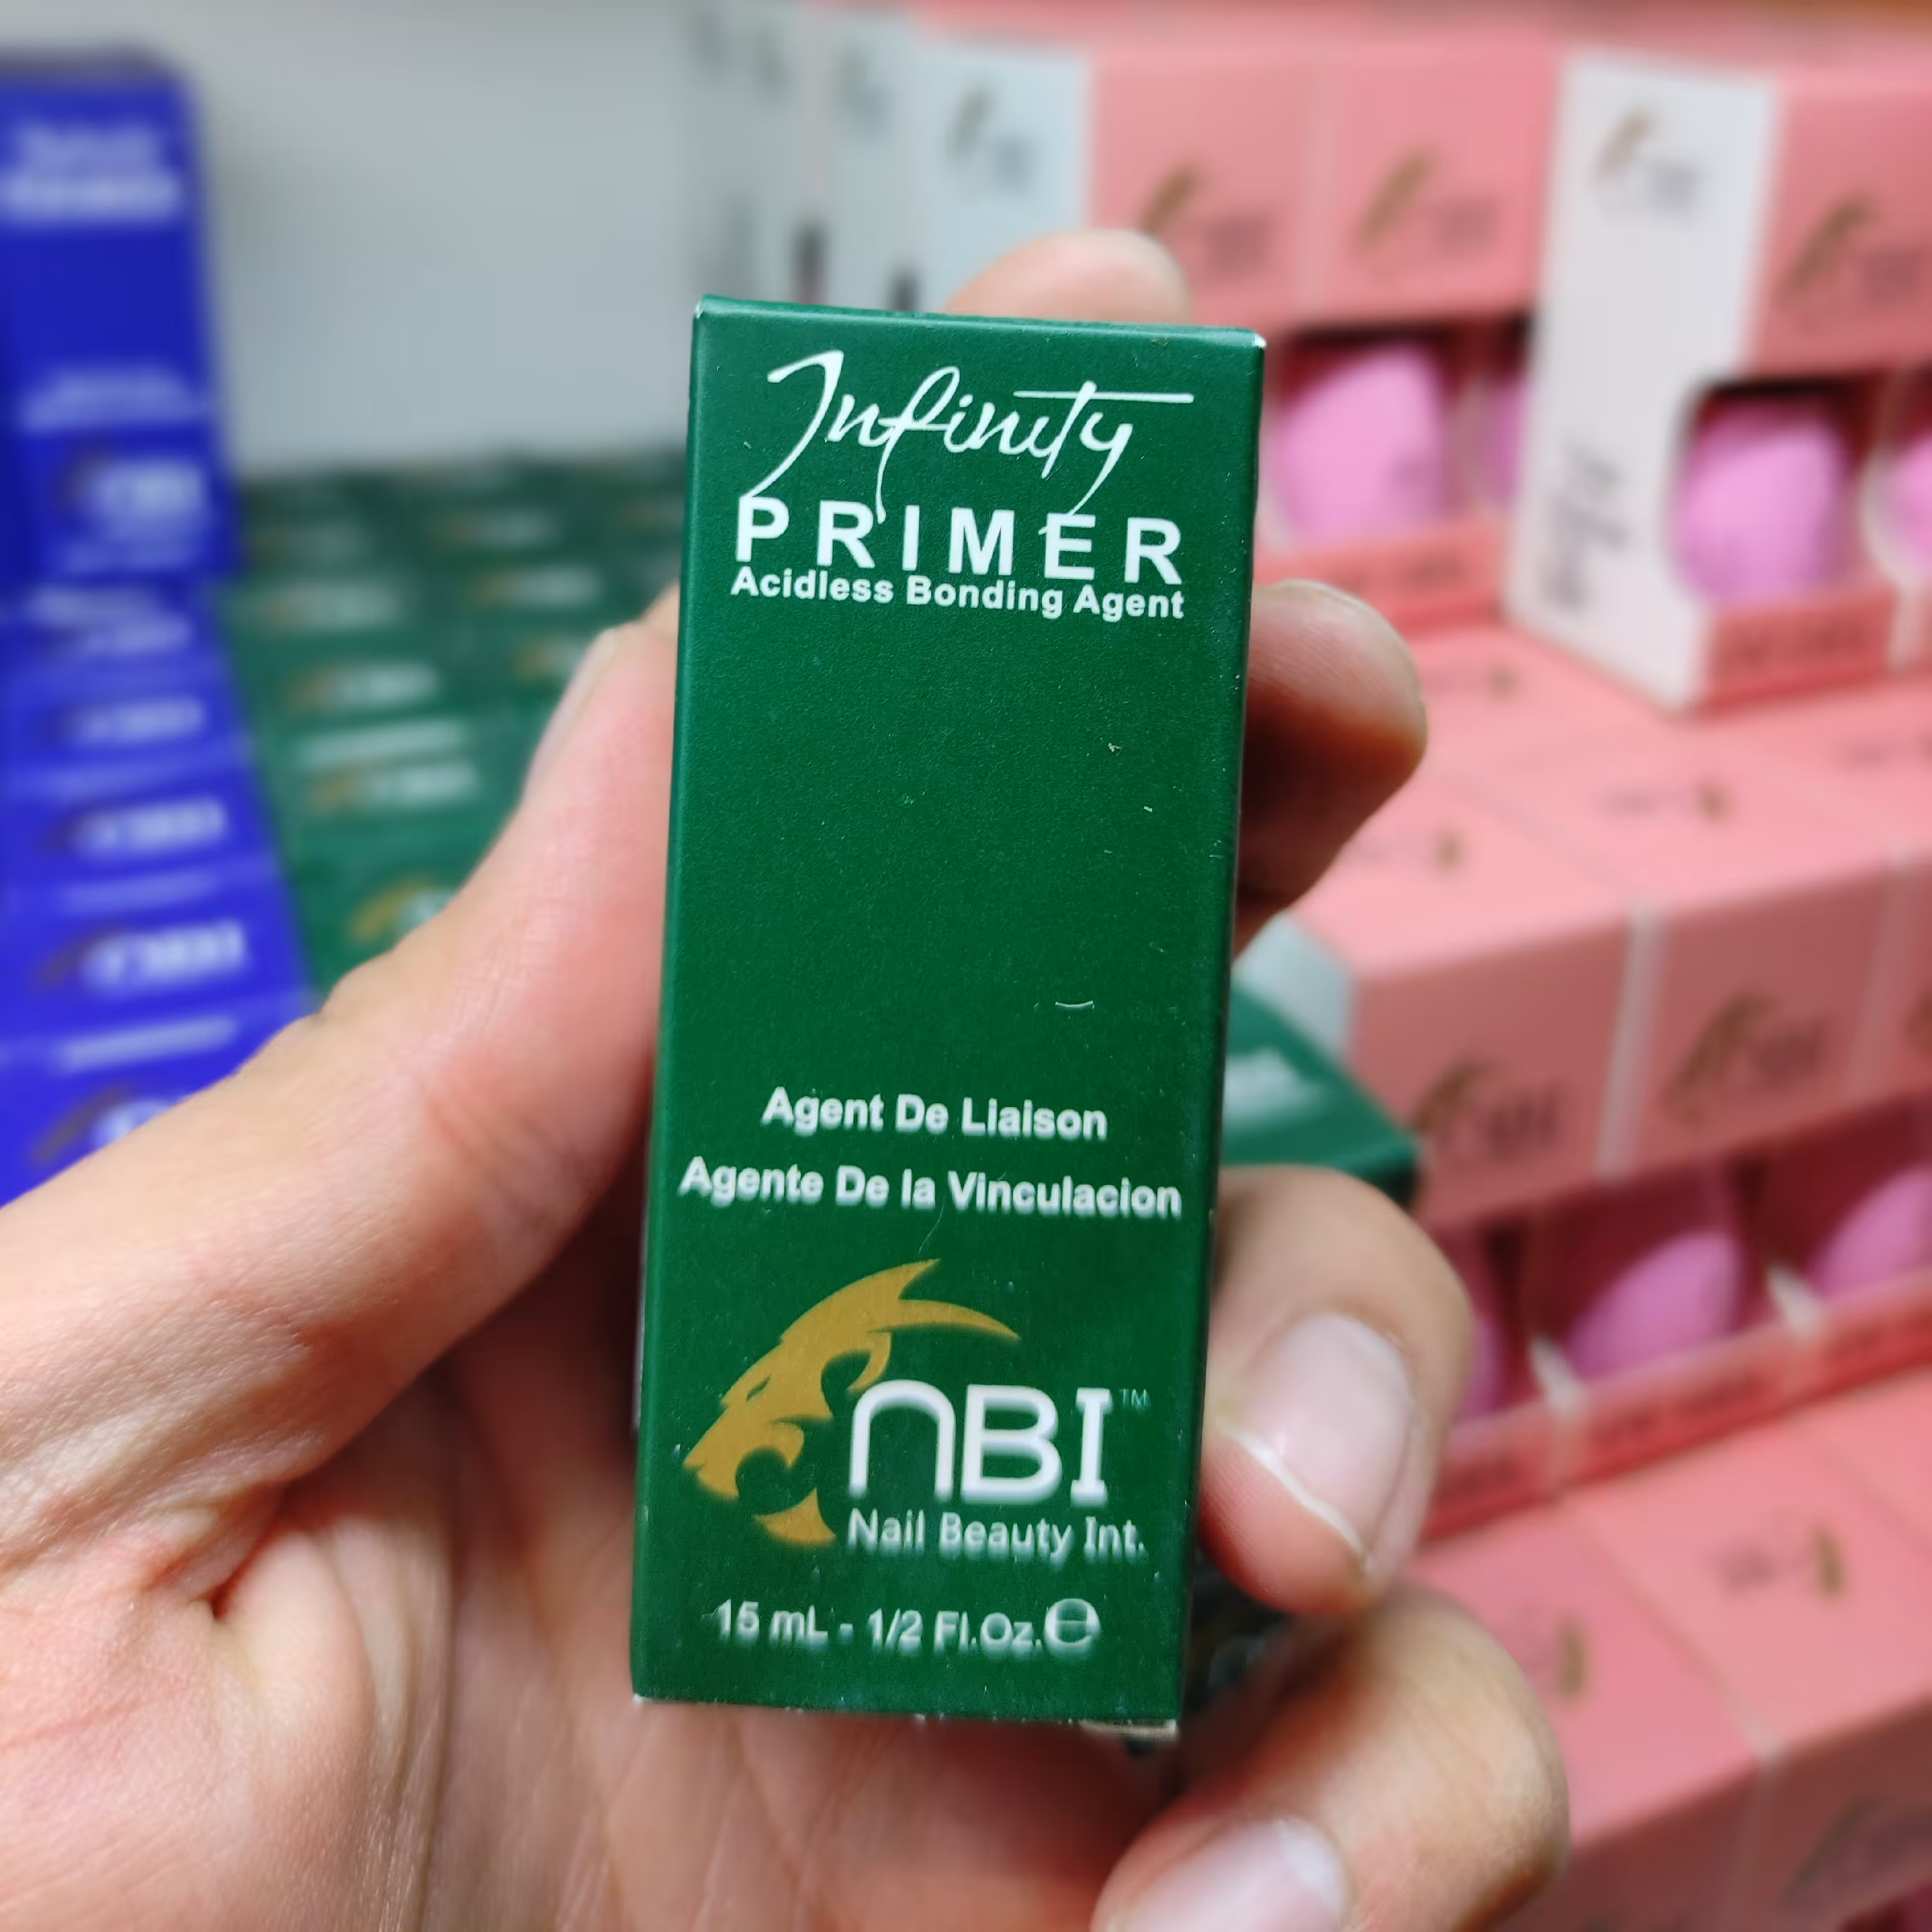 Infinity
PRIMER
Acidless Bonding Agent
Agent De Liaison
Agente De la Vinculacion
NBI™
Nail Beauty Int.
15 mL - 1/2 Fl.Oz.℮